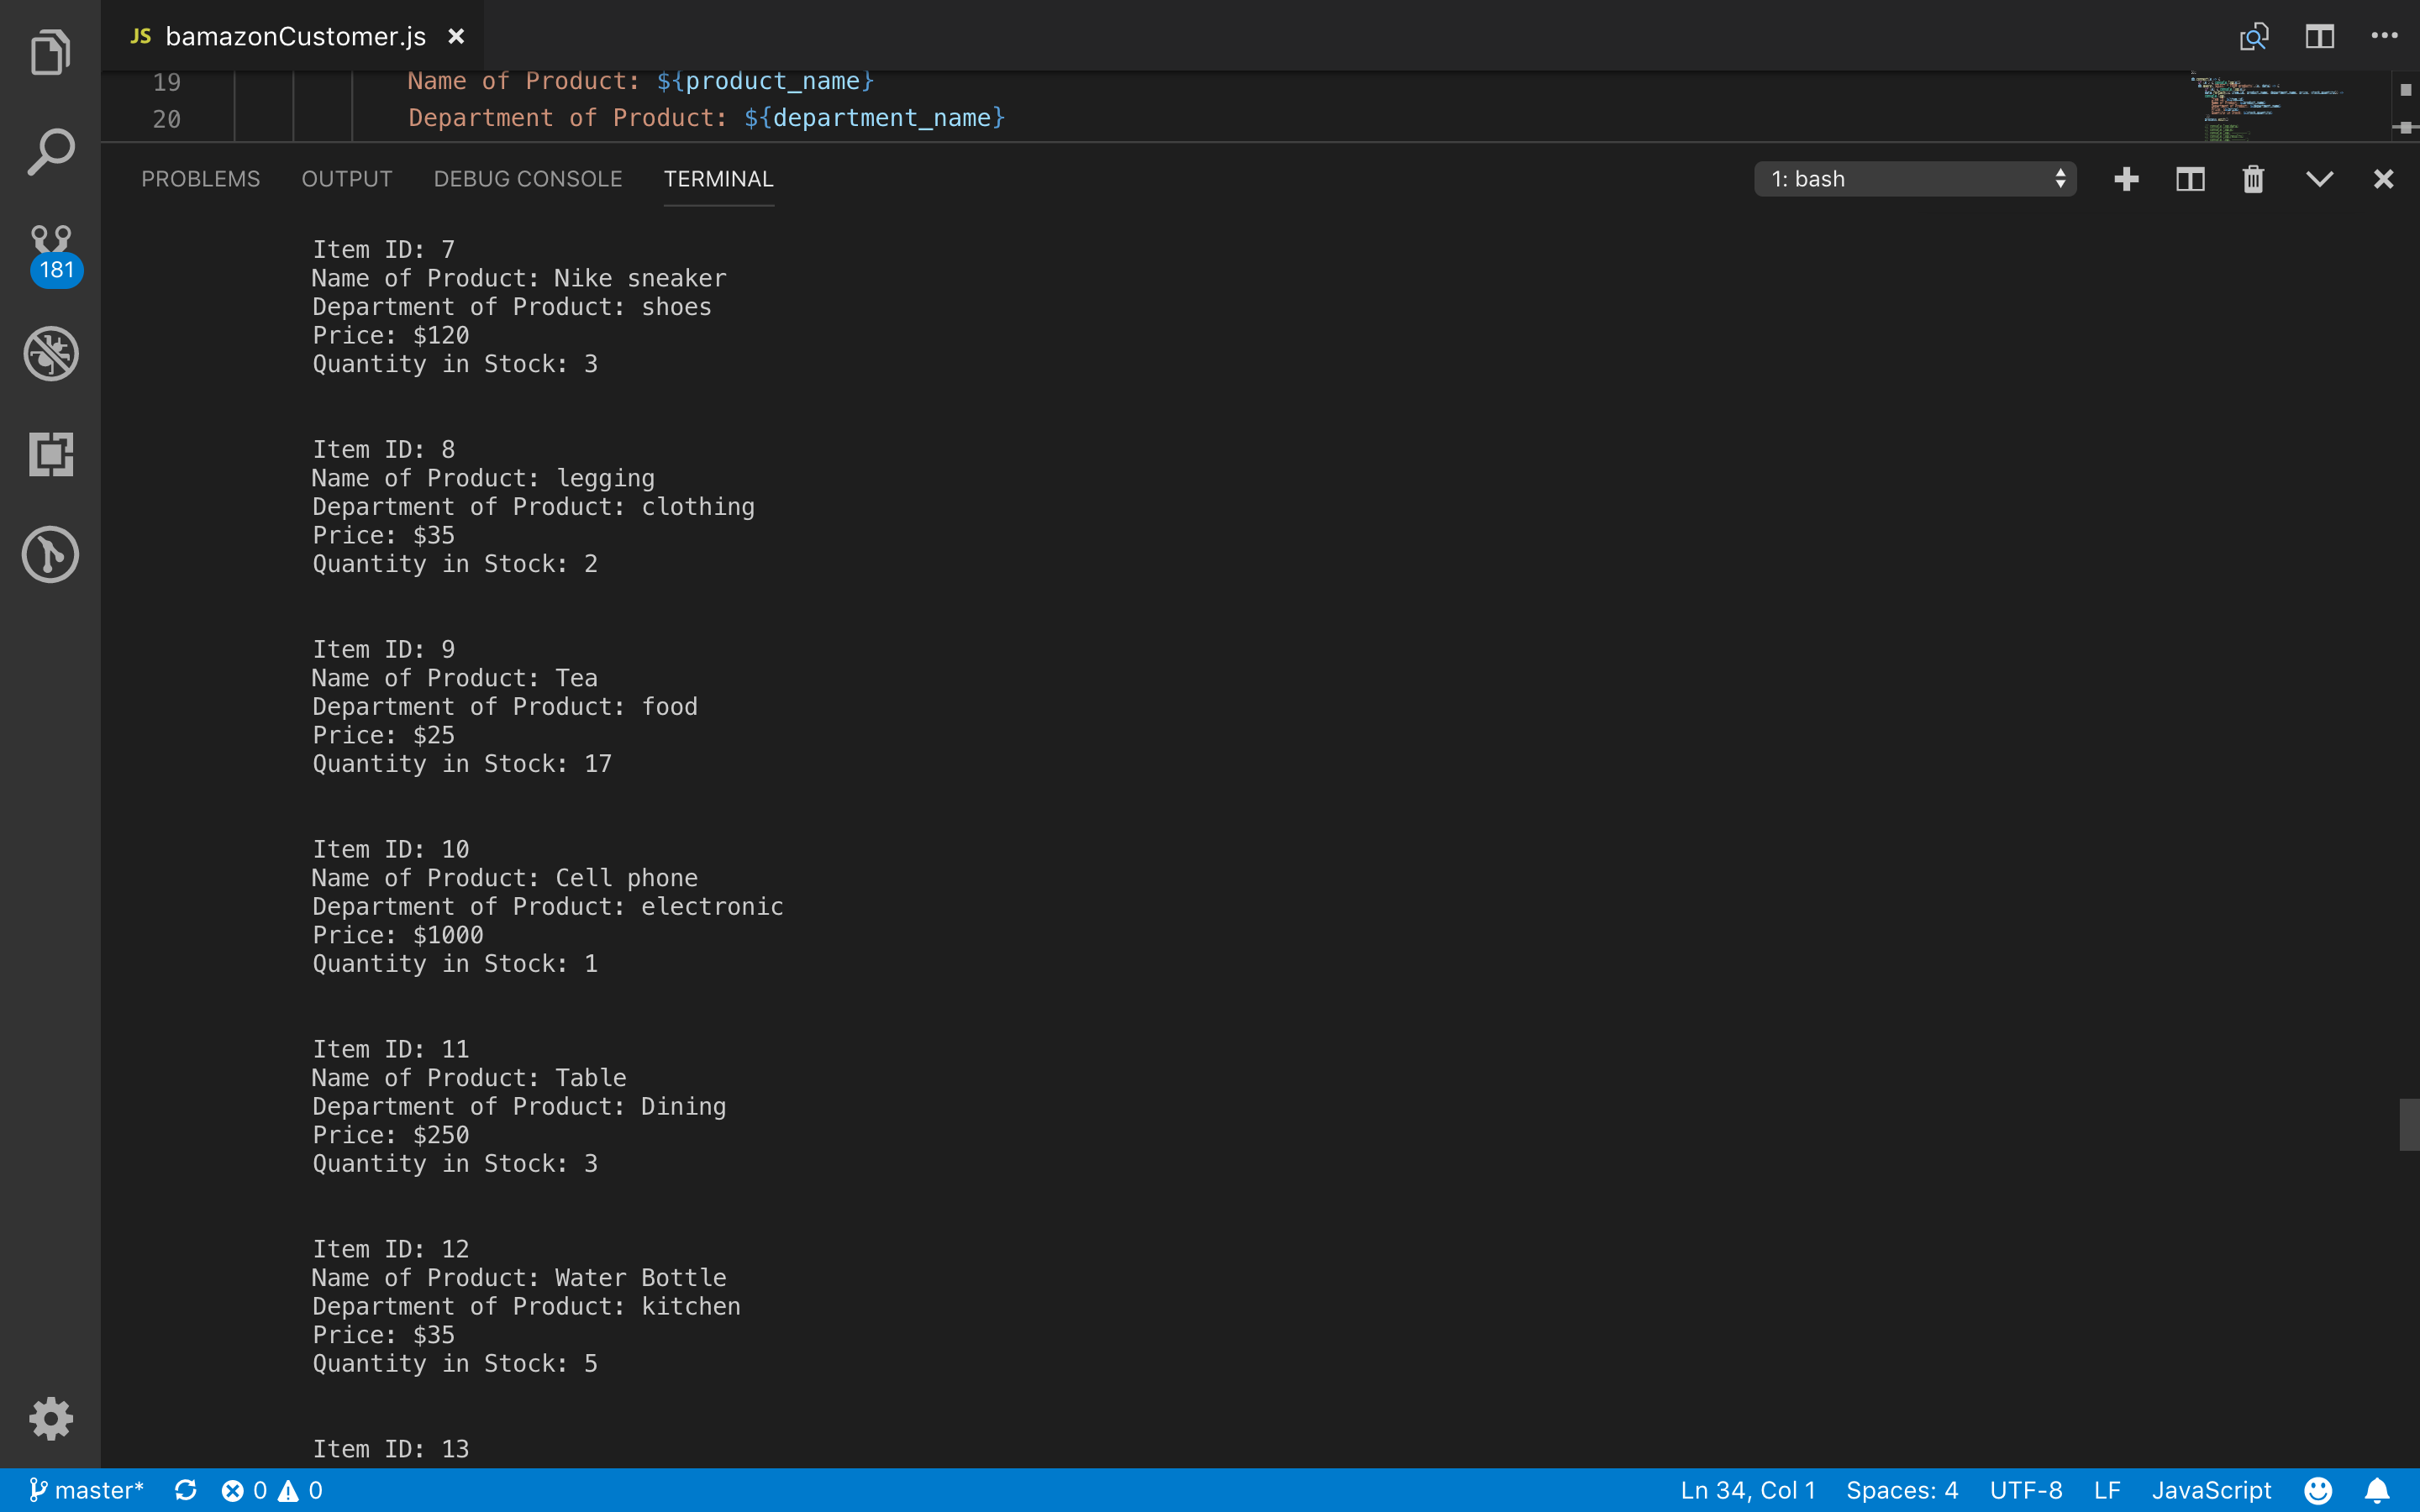 JS bamazonCustomer.js ×
19 Name of Product: ${product_name}
20 Department of Product: ${department_name}
PROBLEMS OUTPUT DEBUG CONSOLE TERMINAL 1: bash
181
Item ID: 7
Name of Product: Nike sneaker
Department of Product: shoes
Price: $120
Quantity in Stock: 3
Item ID: 8
Name of Product: legging
Department of Product: clothing
Price: $35
Quantity in Stock: 2
Item ID: 9
Name of Product: Tea
Department of Product: food
Price: $25
Quantity in Stock: 17
Item ID: 10
Name of Product: Cell phone
Department of Product: electronic
Price: $1000
Quantity in Stock: 1
Item ID: 11
Name of Product: Table
Department of Product: Dining
Price: $250
Quantity in Stock: 3
Item ID: 12
Name of Product: Water Bottle
Department of Product: kitchen
Price: $35
Quantity in Stock: 5
Item ID: 13
master* 0 0 Ln 34, Col 1 Spaces: 4 UTF-8 LF JavaScript